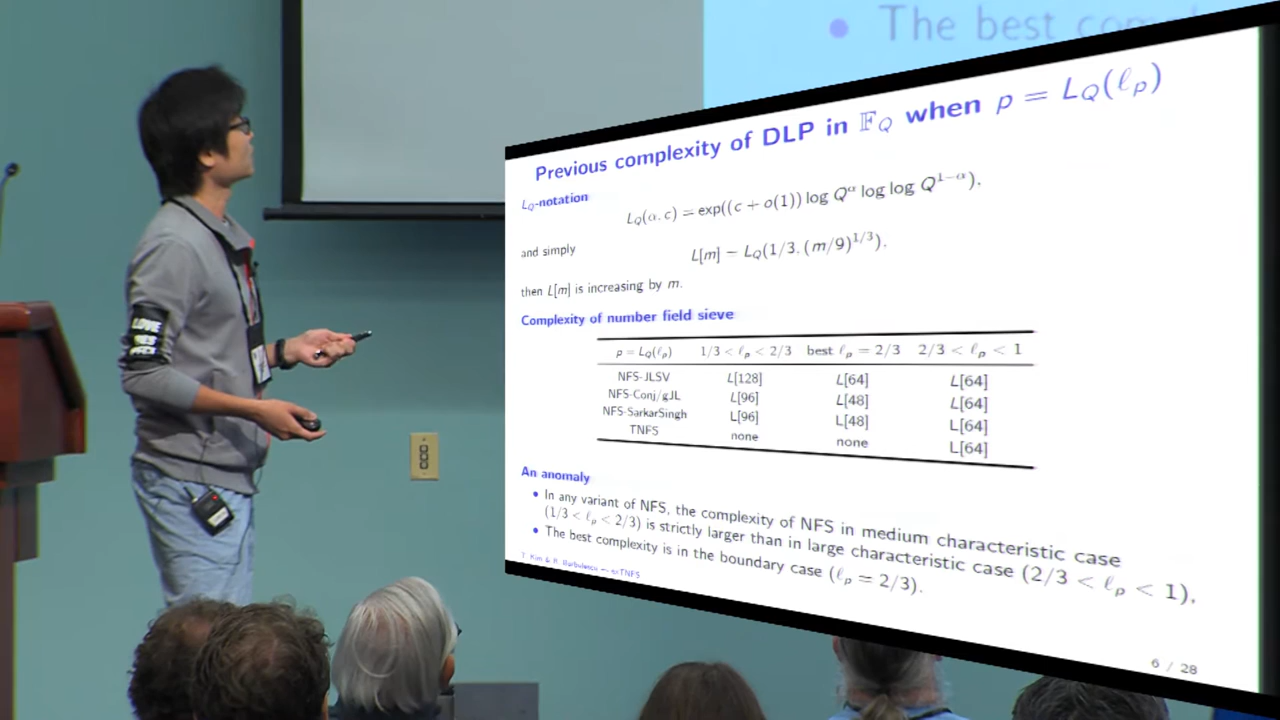 The best
Previous complexity of DLP in 𝔽_Q when p = L_Q(ℓ_p)
L_Q-notation
L_Q(α, c) = exp((c + o(1)) log Q^α log log Q^{1−α}).
and simply
L[m] = L_Q(1/3, (m/9)^{1/3}).
then L[m] is increasing by m.
Complexity of number field sieve
p = L_Q(ℓ_p) 1/3 < ℓ_p < 2/3 best ℓ_p = 2/3 2/3 < ℓ_p < 1
NFS-JLSV L[128] L[64] L[64]
NFS-Conj/gJL L[96] L[48] L[64]
NFS-SarkarSingh L[96] L[48] L[64]
TNFS none none L[64]
An anomaly
• In any variant of NFS, the complexity of NFS in medium characteristic case
(1/3 < ℓ_p < 2/3) is strictly larger than in large characteristic case (2/3 < ℓ_p < 1).
• The best complexity is in the boundary case (ℓ_p = 2/3).
T. Kim & R. Barbulescu — exTNFS
6 / 28
LOVE